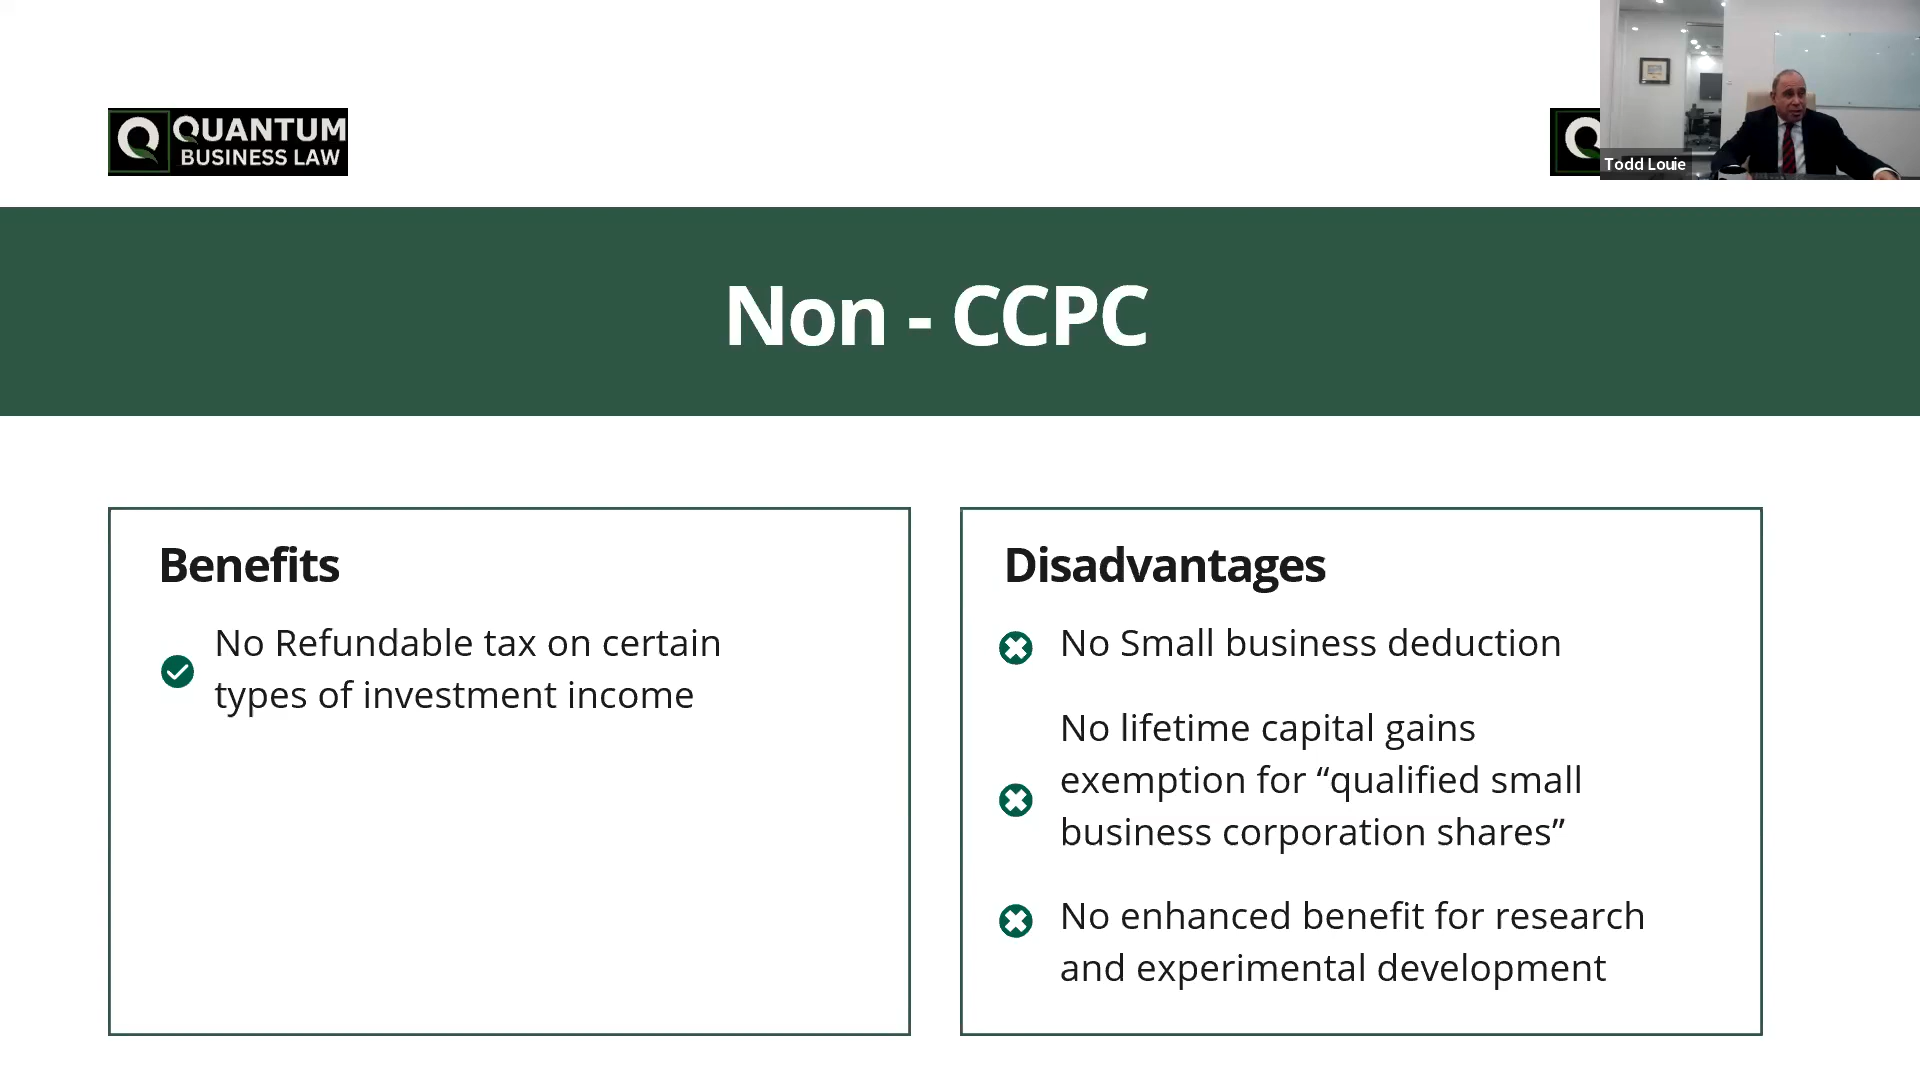 QUANTUM
BUSINESS LAW
Todd Louie
Non - CCPC
Benefits
No Refundable tax on certain
types of investment income
Disadvantages
No Small business deduction
No lifetime capital gains
exemption for “qualified small
business corporation shares”
No enhanced benefit for research
and experimental development